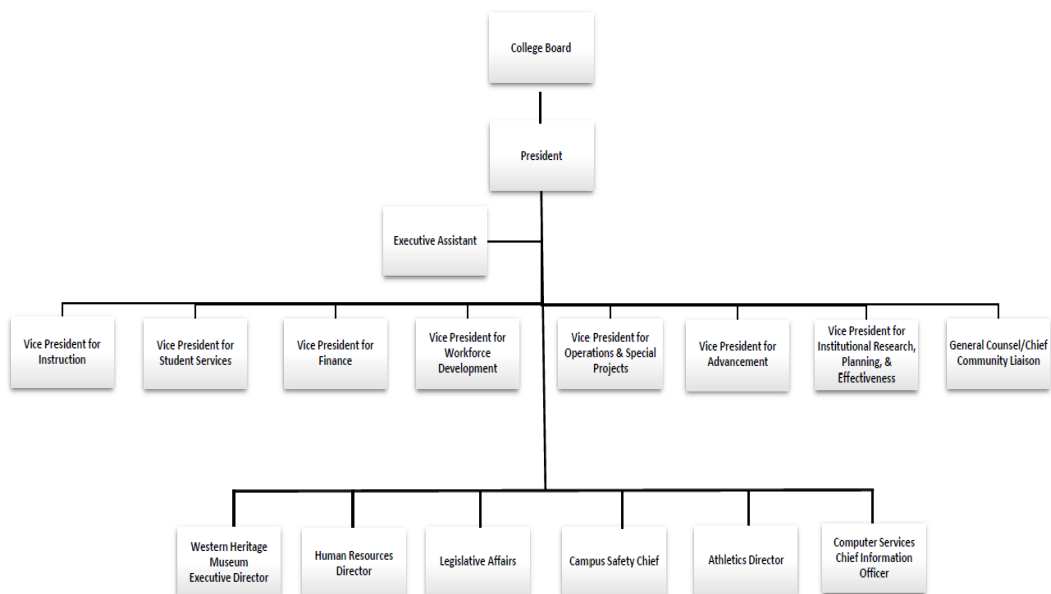 College Board
President
Executive Assistant
Vice President for
Instruction
Vice President for
Student Services
Vice President for
Finance
Vice President for
Workforce
Development
Vice President for
Operations & Special
Projects
Vice President for
Advancement
Vice President for
Institutional Research,
Planning, &
Effectiveness
General Counsel/Chief
Community Liaison
Western Heritage
Museum
Executive Director
Human Resources
Director
Legislative Affairs
Campus Safety Chief
Athletics Director
Computer Services
Chief Information
Officer